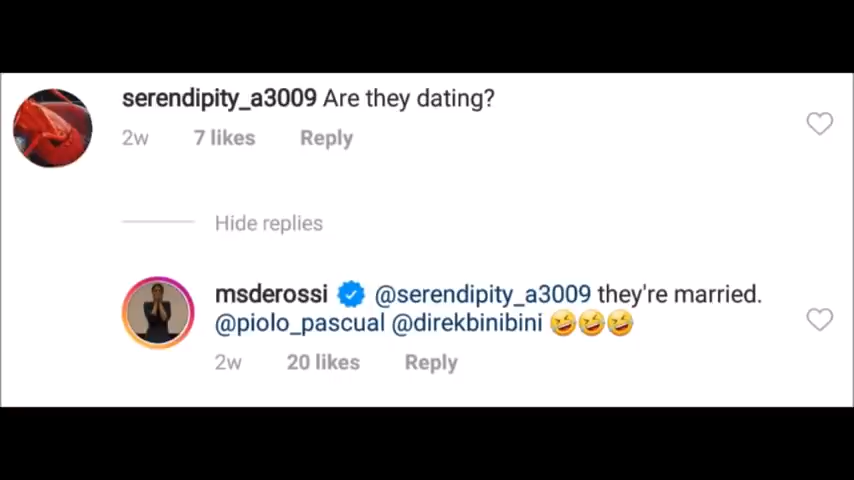 serendipity_a3009 Are they dating?
2w 7 likes Reply
Hide replies
msderossi @serendipity_a3009 they're married.
@piolo_pascual @direkbinibini 🤣🤣🤣
2w 20 likes Reply